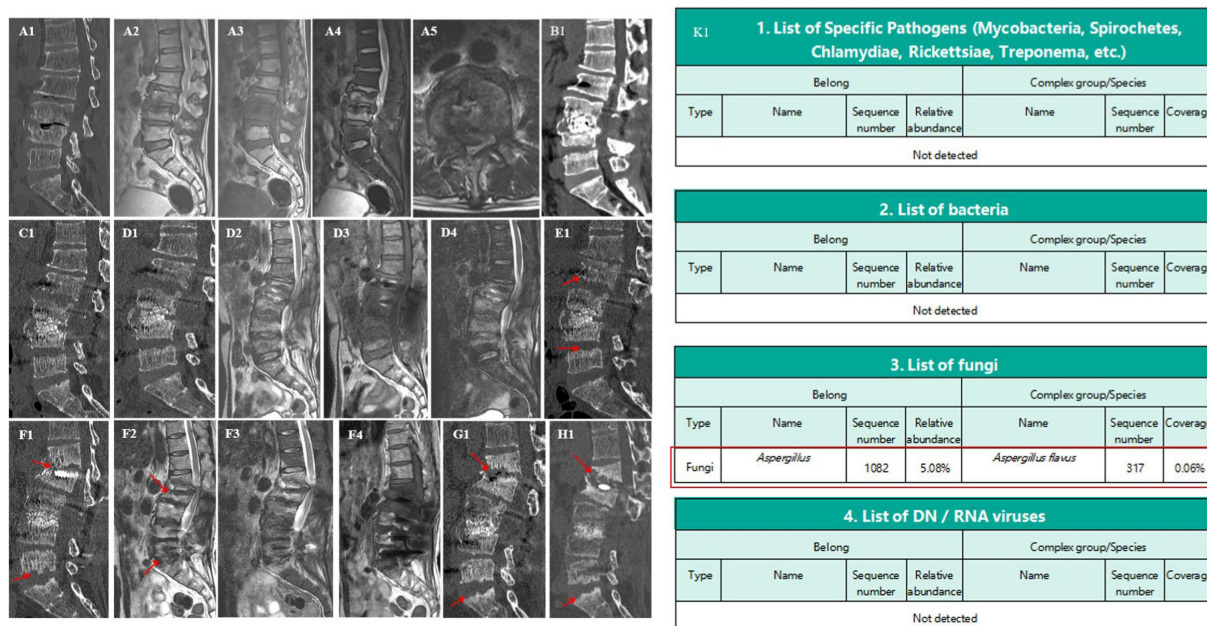 A1 A2 A3 A4 A5 B1
C1 D1 D2 D3 D4 E1
F1 F2 F3 F4 G1 H1
K1 1. List of Specific Pathogens (Mycobacteria, Spirochetes,
Chlamydiae, Rickettsiae, Treponema, etc.)
Belong Complex group/Species
Type Name Sequence number Relative abundance Name Sequence number Coverag
Not detected
2. List of bacteria
Belong Complex group/Species
Type Name Sequence number Relative abundance Name Sequence number Coverag
Not detected
3. List of fungi
Belong Complex group/Species
Type Name Sequence number Relative abundance Name Sequence number Coverag
Fungi Aspergillus 1082 5.08% Aspergillus flavus 317 0.06%
4. List of DN / RNA viruses
Belong Complex group/Species
Type Name Sequence number Relative abundance Name Sequence number Coverag
Not detected